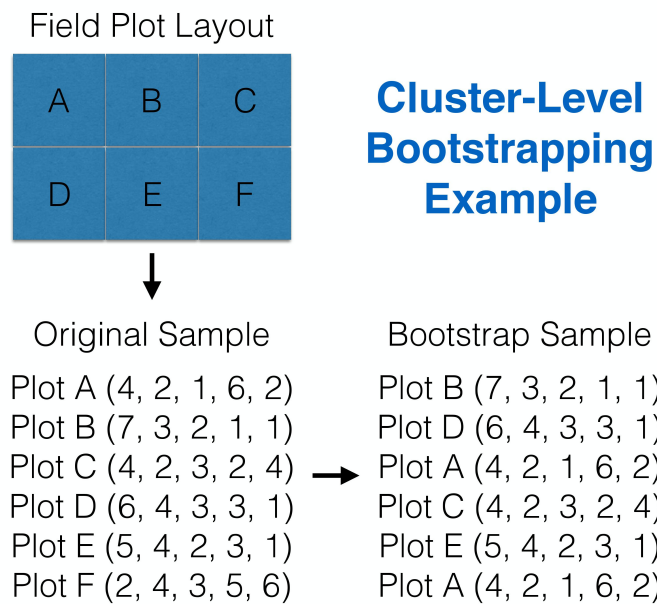 Field Plot Layout
A B C
D E F
Cluster-Level
Bootstrapping
Example
Original Sample
Plot A (4, 2, 1, 6, 2)
Plot B (7, 3, 2, 1, 1)
Plot C (4, 2, 3, 2, 4)
Plot D (6, 4, 3, 3, 1)
Plot E (5, 4, 2, 3, 1)
Plot F (2, 4, 3, 5, 6)
Bootstrap Sample
Plot B (7, 3, 2, 1, 1)
Plot D (6, 4, 3, 3, 1)
Plot A (4, 2, 1, 6, 2)
Plot C (4, 2, 3, 2, 4)
Plot E (5, 4, 2, 3, 1)
Plot A (4, 2, 1, 6, 2)